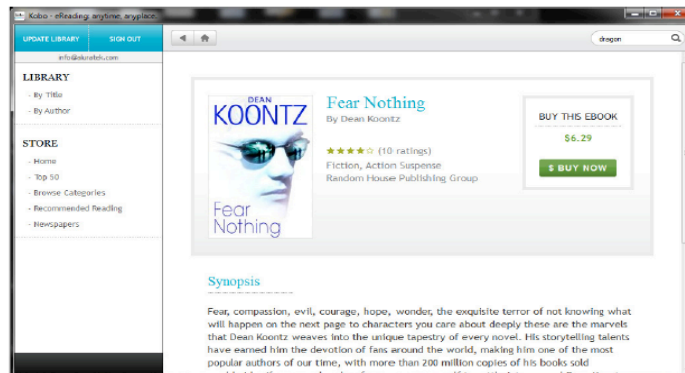 Kobo - eReading: anytime. anyplace.
UPDATE LIBRARY
SIGN OUT
dragon
info@aluratek.com
LIBRARY
- By Title
- By Author
STORE
- Home
- Top 50
- Browse Categories
- Recommended Reading
- Newspapers
DEAN
KOONTZ
Fear
Nothing
Fear Nothing
By Dean Koontz
(10 ratings)
Fiction, Action Suspense
Random House Publishing Group
BUY THIS EBOOK
$6.29
$ BUY NOW
Synopsis
Fear, compassion, evil, courage, hope, wonder, the exquisite terror of not knowing what
will happen on the next page to characters you care about deeply these are the marvels
that Dean Koontz weaves into the unique tapestry of every novel. His storytelling talents
have earned him the devotion of fans around the world, making him one of the most
popular authors of our time, with more than 200 million copies of his books sold